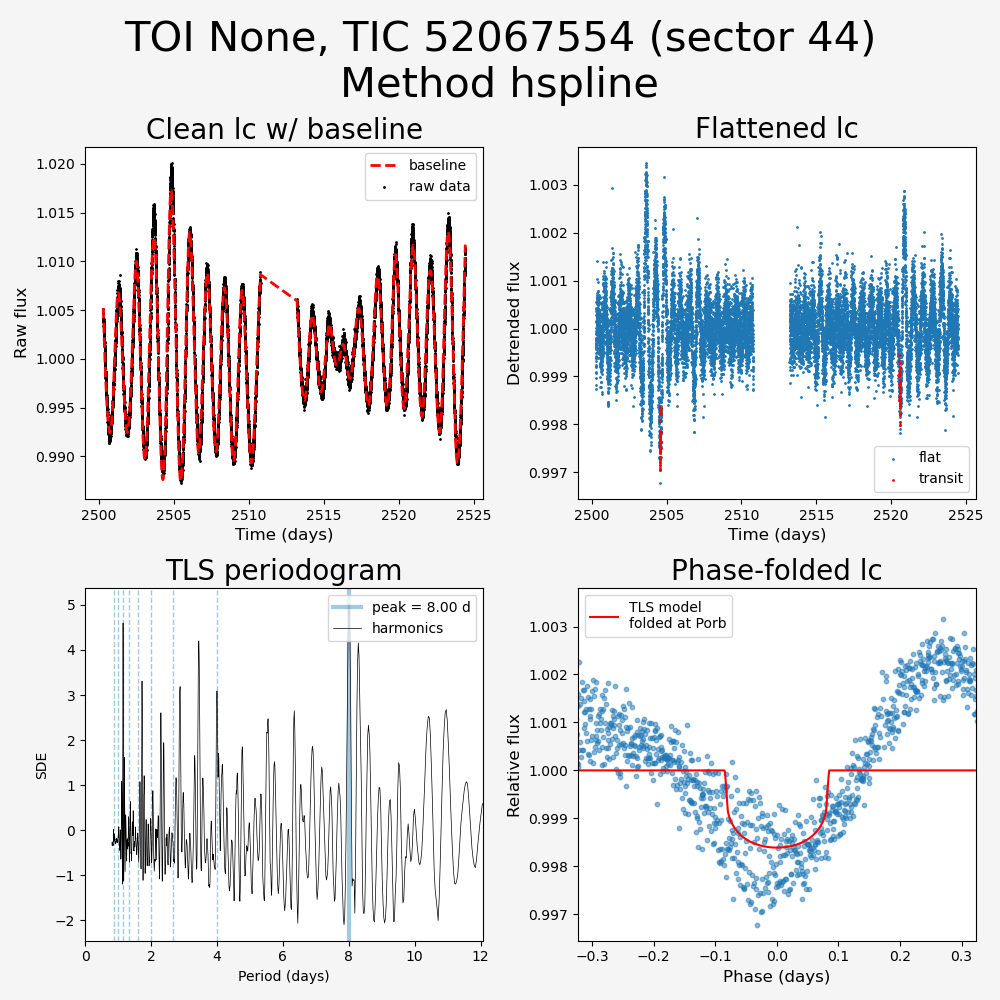 TOI None, TIC 52067554 (sector 44)
Method hspline
Clean lc w/ baseline
baseline
raw data
1.020
1.015
1.010
1.005
1.000
0.995
0.990
Raw flux
2500
2505
2510
2515
2520
2525
Time (days)
Flattened lc
flat
transit
1.003
1.002
1.001
1.000
0.999
0.998
0.997
Detrended flux
2500
2505
2510
2515
2520
2525
Time (days)
TLS periodogram
peak = 8.00 d
harmonics
5
4
3
2
1
0
−1
−2
SDE
0
2
4
6
8
10
12
Period (days)
Phase-folded lc
TLS model
folded at Porb
1.003
1.002
1.001
1.000
0.999
0.998
0.997
Relative flux
−0.3
−0.2
−0.1
0.0
0.1
0.2
0.3
Phase (days)